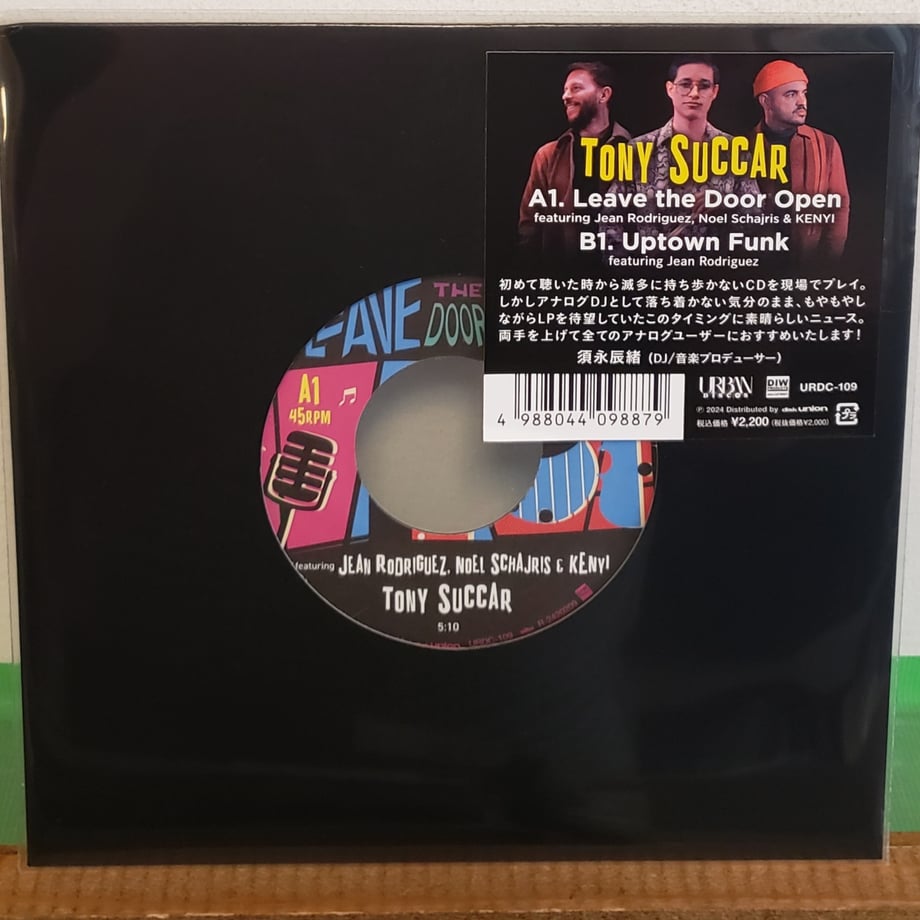 TONY SUCCAR
A1. Leave the Door Open
featuring Jean Rodriguez, Noel Schajris & KENYI
B1. Uptown Funk
featuring Jean Rodriguez
初めて聴いた時から滅多に持ち歩かないCDを現場でプレイ。
しかしアナログDJとして落ち着かない気分のまま、もやもやし
ながらLPを待望していたこのタイミングに素晴らしいニュース。
両手を上げて全てのアナログユーザーにおすすめいたします!
須永辰緒（DJ/音楽プロデューサー）
4 988044 098879
URBAN
DIW
URDC-109
℗ 2024 Distributed by disk union
税込価格 ¥2,200 (税抜価格¥2,000)
プラ
LEAVE THE
DOOR
A1
45RPM
featuring JEAN RODRIGUEZ, NOEL SCHAJRIS & KENYI
TONY SUCCAR
5:10
union URDC-109